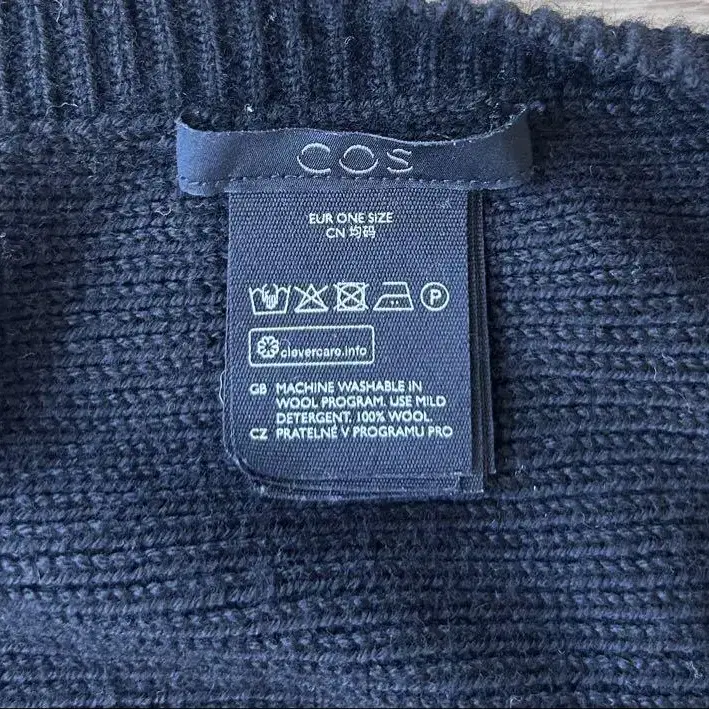 COS
EUR ONE SIZE
CN 均码
P
clevercare.info
GB MACHINE WASHABLE IN
WOOL PROGRAM. USE MILD
DETERGENT. 100% WOOL.
CZ PRATELNÉ V PROGRAMU PRO